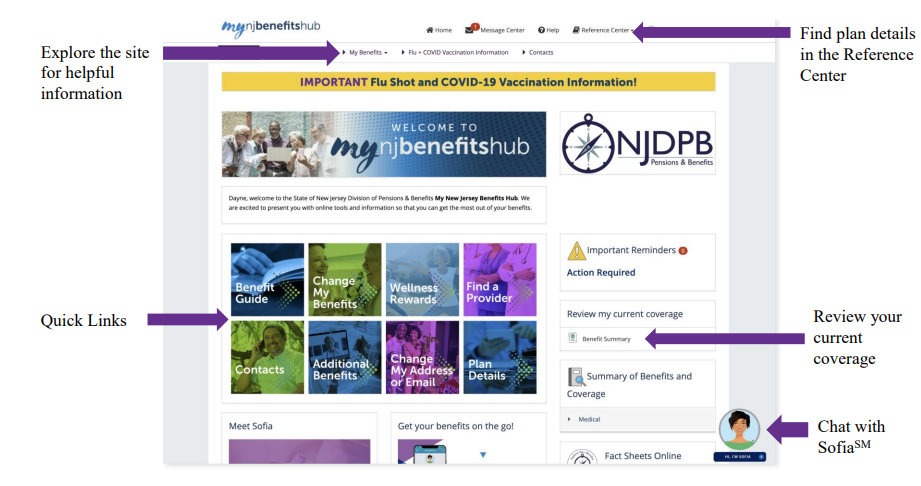 mynjbenefitshub
Home
1
Message Center
Help
Reference Center
Find plan details
in the Reference
Center
Explore the site
for helpful
information
My Benefits
Flu + COVID Vaccination Information
Contacts
IMPORTANT Flu Shot and COVID-19 Vaccination Information!
WELCOME TO
mynjbenefitshub
NJDPB
Pensions & Benefits
Dayne, welcome to the State of New Jersey Division of Pensions & Benefits My New Jersey Benefits Hub. We
are excited to present you with online tools and information so that you can get the most out of your benefits.
Quick Links
Benefit
Guide
Change
My
Benefits
Wellness
Rewards
Find a
Provider
Contacts
Additional
Benefits
Change
My Address
or Email
Plan
Details
Important Reminders
Action Required
Review my current coverage
Benefit Summary
Review your
current
coverage
Summary of Benefits and
Coverage
Medical
Meet Sofia
Get your benefits on the go!
Fact Sheets Online
HI, I'M SOFIA
Chat with
Sofia℠